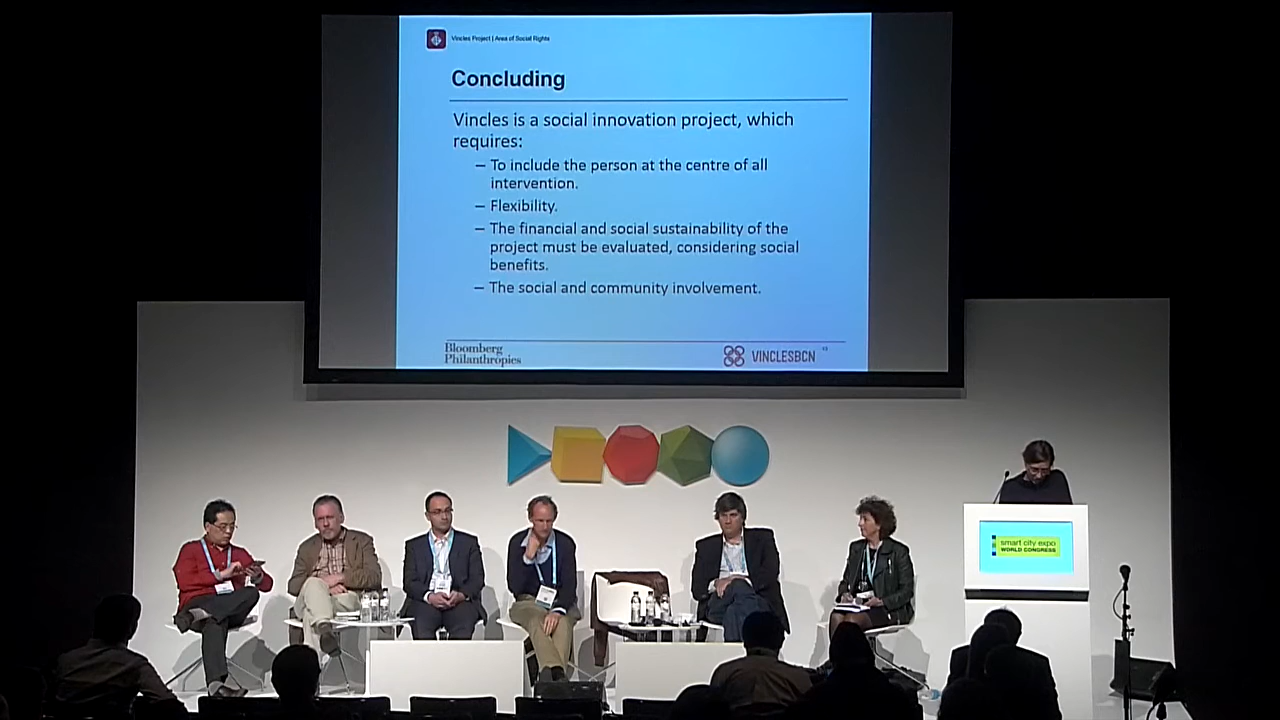 Vincles Project | Area of Social Rights
Concluding
Vincles is a social innovation project, which
requires:
– To include the person at the centre of all
intervention.
– Flexibility.
– The financial and social sustainability of the
project must be evaluated, considering social
benefits.
– The social and community involvement.
Bloomberg
Philanthropies
VINCLESBCN
smart city expo
WORLD CONGRESS